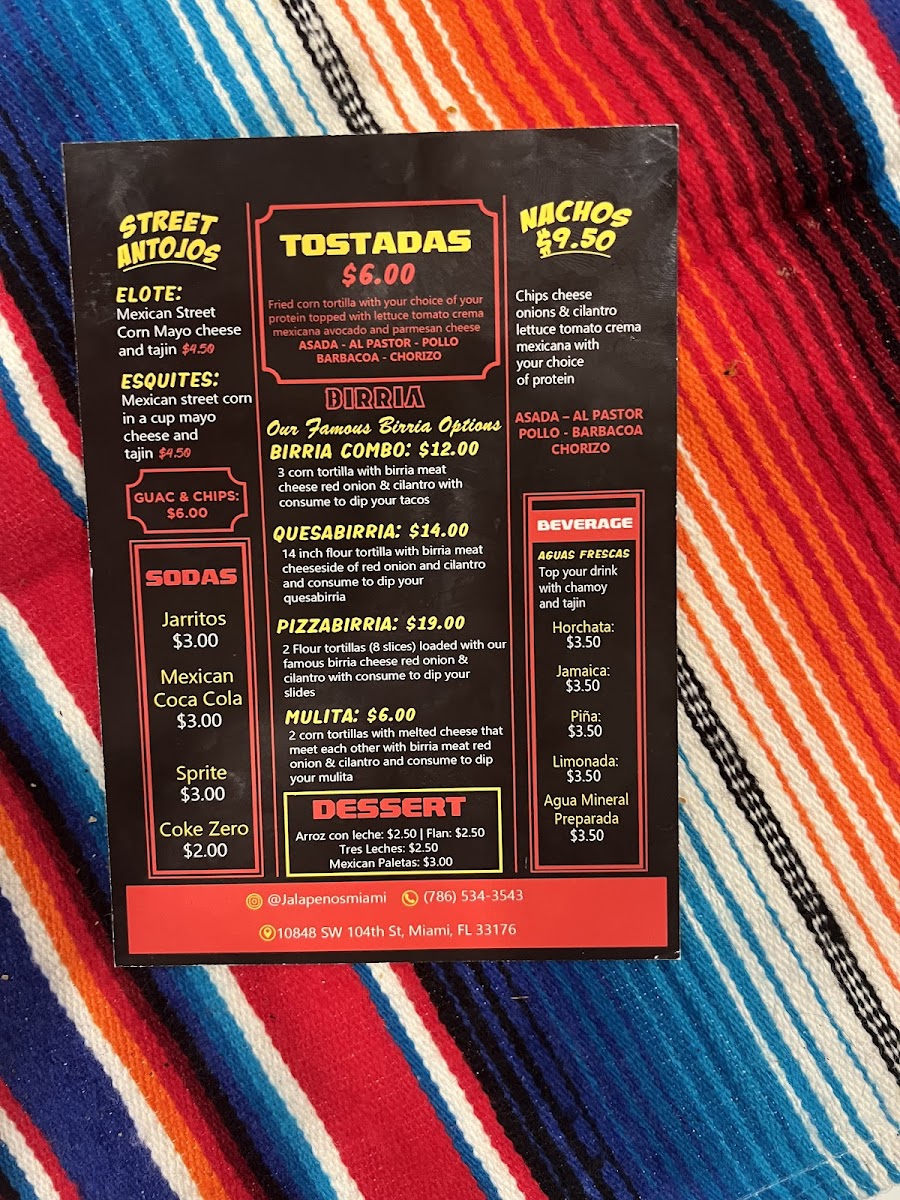 STREET
ANTOJOS
ELOTE:
Mexican Street
Corn Mayo cheese
and tajin $4.50
ESQUITES:
Mexican street corn
in a cup mayo
cheese and
tajin $4.50
GUAC & CHIPS:
$6.00
SODAS
Jarritos
$3.00
Mexican
Coca Cola
$3.00
Sprite
$3.00
Coke Zero
$2.00
TOSTADAS
$6.00
Fried corn tortilla with your choice of your
protein topped with lettuce tomato crema
mexicana avocado and parmesan cheese
ASADA - AL PASTOR - POLLO
BARBACOA - CHORIZO
BIRRIA
Our Famous Birria Options
BIRRIA COMBO: $12.00
3 corn tortilla with birria meat
cheese red onion & cilantro with
consume to dip your tacos
QUESABIRRIA: $14.00
14 inch flour tortilla with birria meat
cheeseside of red onion and cilantro
and consume to dip your
quesabirria
PIZZABIRRIA: $19.00
2 Flour tortillas (8 slices) loaded with our
famous birria cheese red onion &
cilantro with consume to dip your
slides
MULITA: $6.00
2 corn tortillas with melted cheese that
meet each other with birria meat red
onion & cilantro and consume to dip
your mulita
DESSERT
Arroz con leche: $2.50 | Flan: $2.50
Tres Leches: $2.50
Mexican Paletas: $3.00
NACHOS
$9.50
Chips cheese
onions & cilantro
lettuce tomato crema
mexicana with
your choice
of protein
ASADA – AL PASTOR
POLLO - BARBACOA
CHORIZO
BEVERAGE
AGUAS FRESCAS
Top your drink
with chamoy
and tajin
Horchata:
$3.50
Jamaica:
$3.50
Piña:
$3.50
Limonada:
$3.50
Agua Mineral
Preparada
$3.50
@Jalapenosmiami (786) 534-3543
10848 SW 104th St, Miami, FL 33176